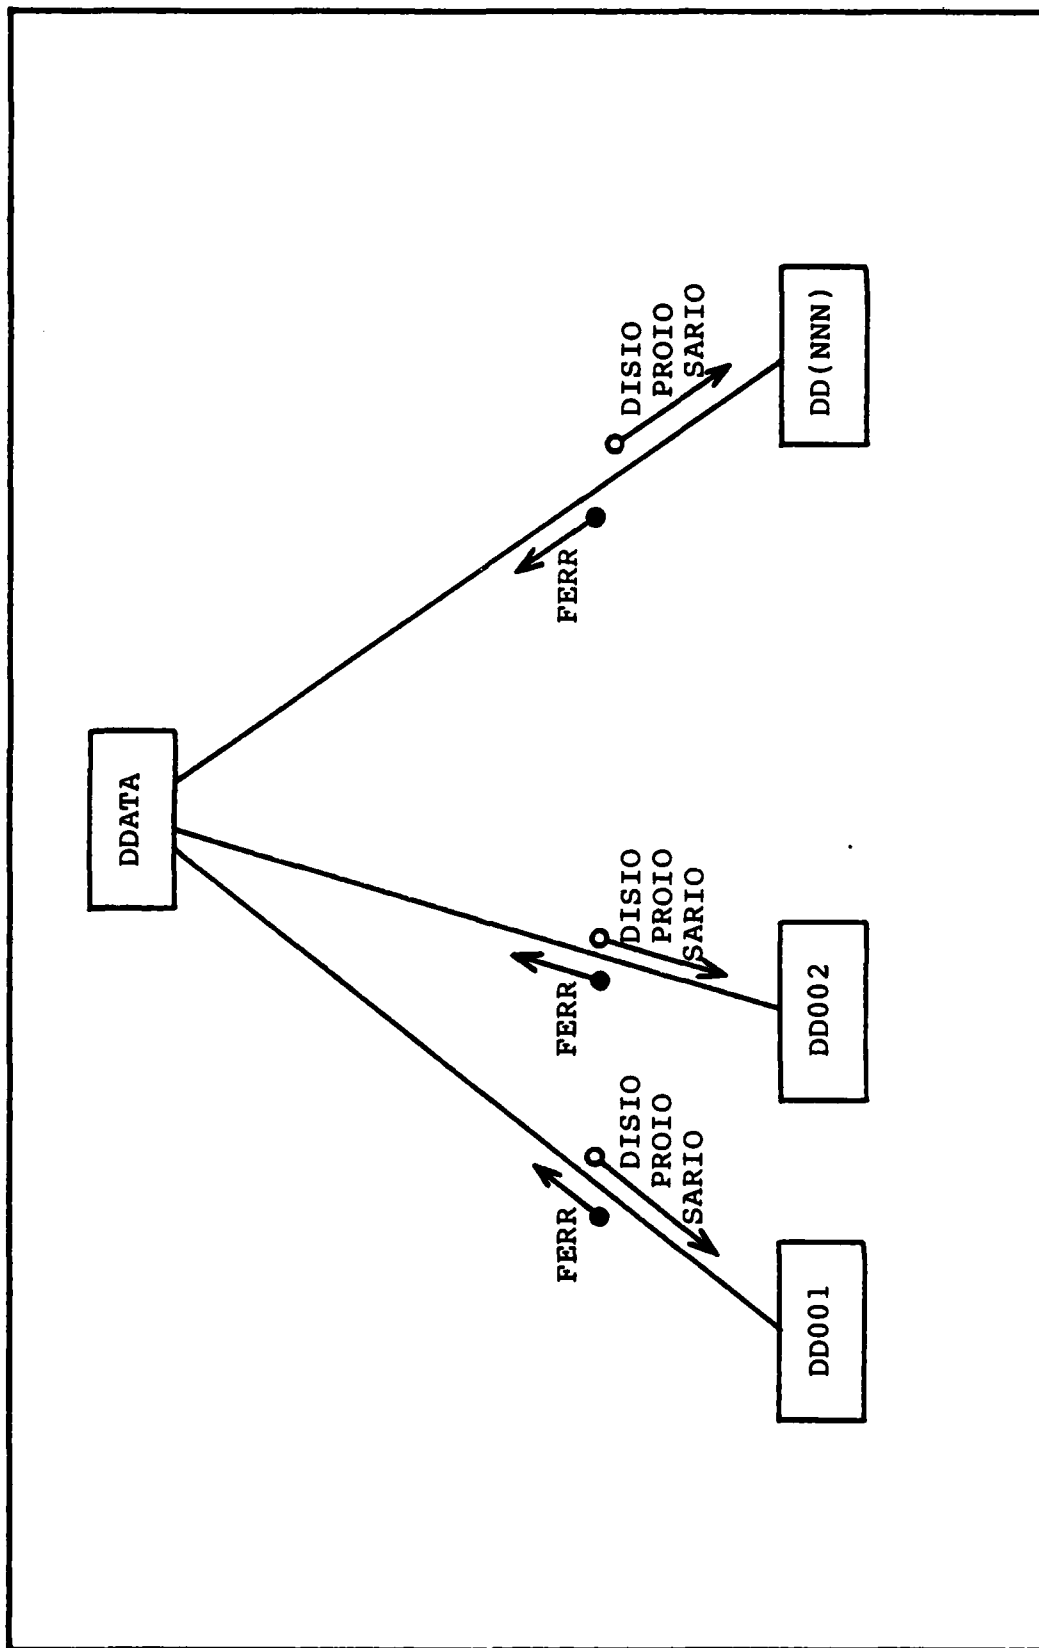 DDATA
FERR
DISIO
PROIO
SARIO
FERR
DISIO
PROIO
SARIO
FERR
DISIO
PROIO
SARIO
DD001
DD002
DD(NNN)